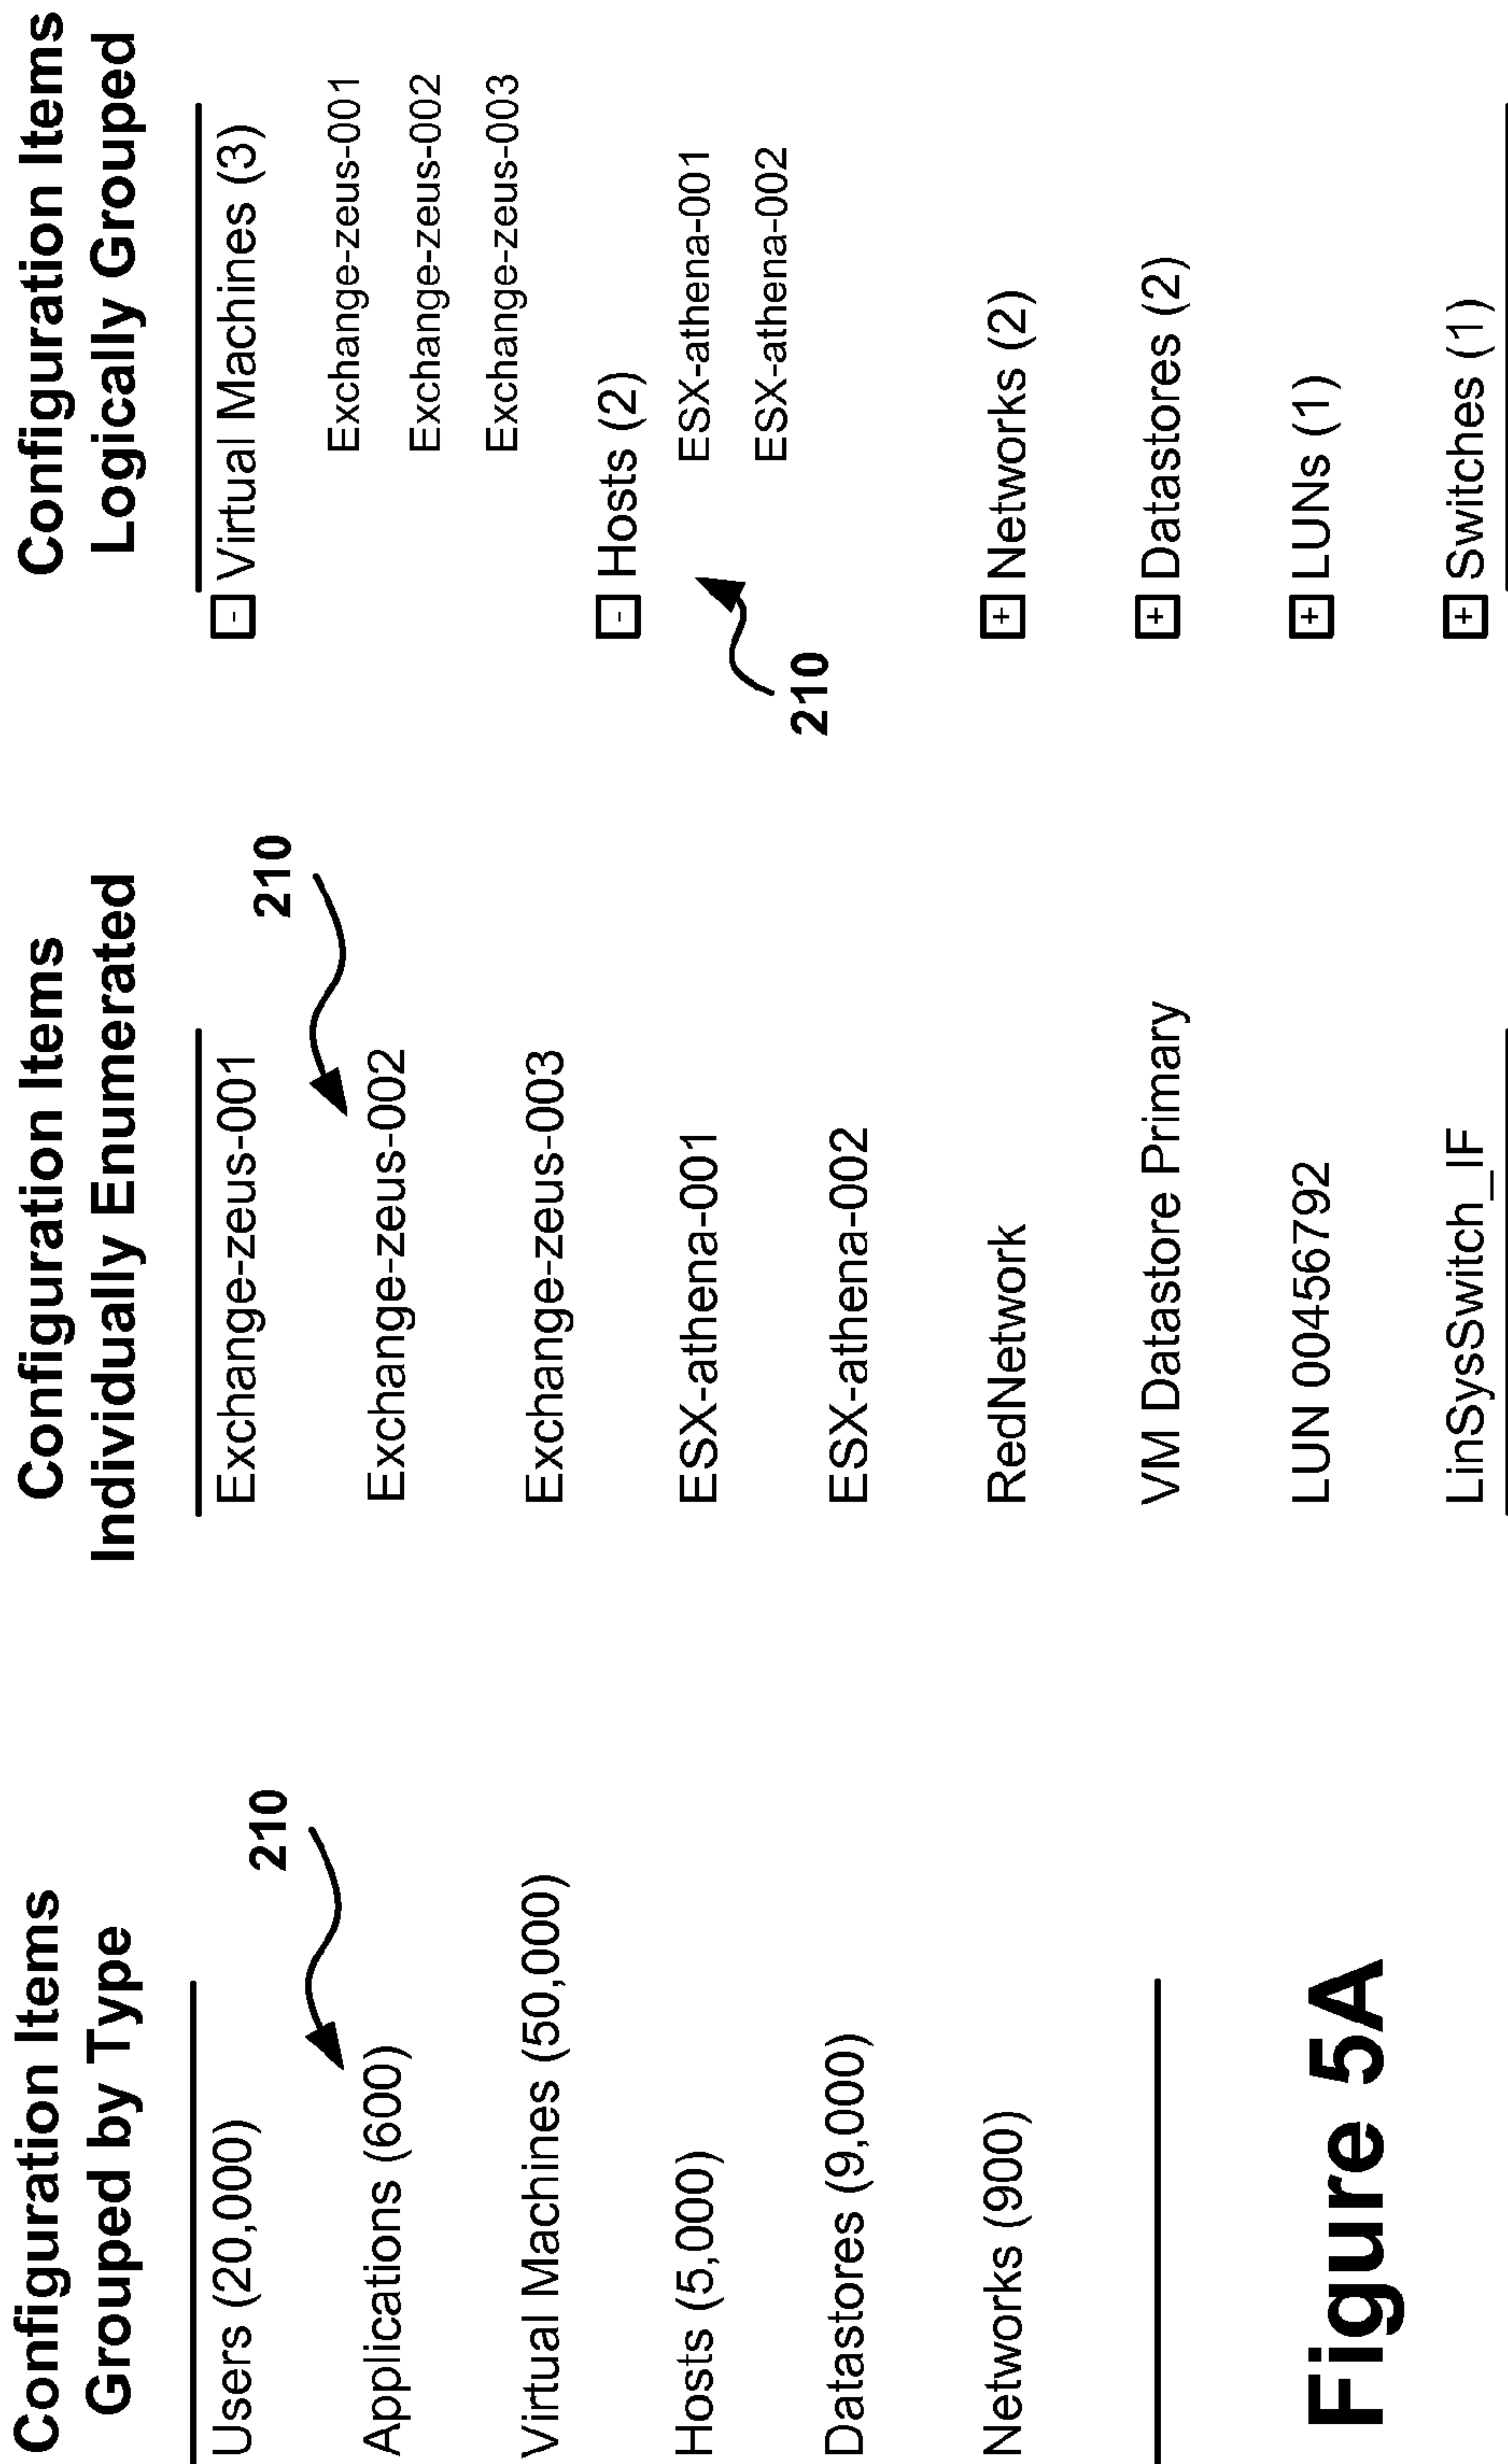 Configuration Items
Grouped by Type
210
Users (20,000)
Applications (600)
Virtual Machines (50,000)
Hosts (5,000)
Datastores (9,000)
Networks (900)
Configuration Items
Individually Enumerated
210
Exchange-zeus-001
Exchange-zeus-002
Exchange-zeus-003
ESX-athena-001
ESX-athena-002
RedNetwork
VM Datastore Primary
LUN 00456792
LinSysSwitch_IF
Configuration Items
Logically Grouped
- Virtual Machines (3)
Exchange-zeus-001
Exchange-zeus-002
Exchange-zeus-003
- Hosts (2)
ESX-athena-001
ESX-athena-002
210
+ Networks (2)
+ Datastores (2)
+ LUNs (1)
+ Switches (1)
Figure 5A